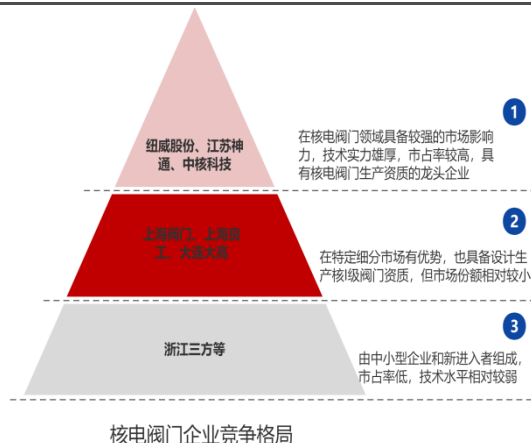 纽威股份、江苏神
通、中核科技
1
在核电阀门领域具备较强的市场影响
力，技术实力雄厚，市占率较高，具
有核电阀门生产资质的龙头企业
上海阀门、上海良
工、大连大高
2
在特定细分市场有优势，也具备设计生
产核I级阀门资质，但市场份额相对较小
浙江三方等
3
由中小型企业和新进入者组成，
市占率低，技术水平相对较弱
核电阀门企业竞争格局